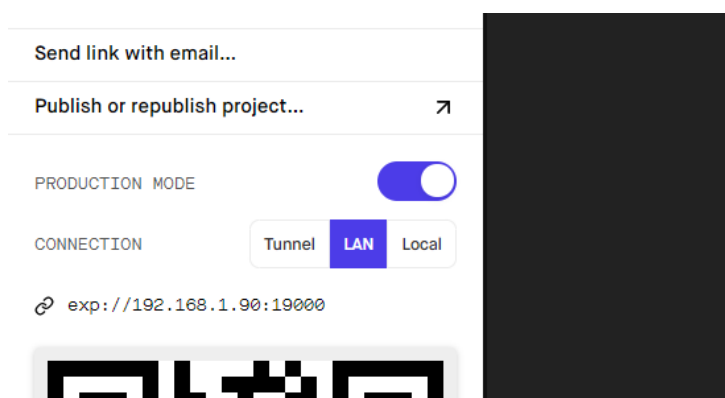 Send link with email...
Publish or republish project...
PRODUCTION MODE
CONNECTION Tunnel LAN Local
exp://192.168.1.90:19000